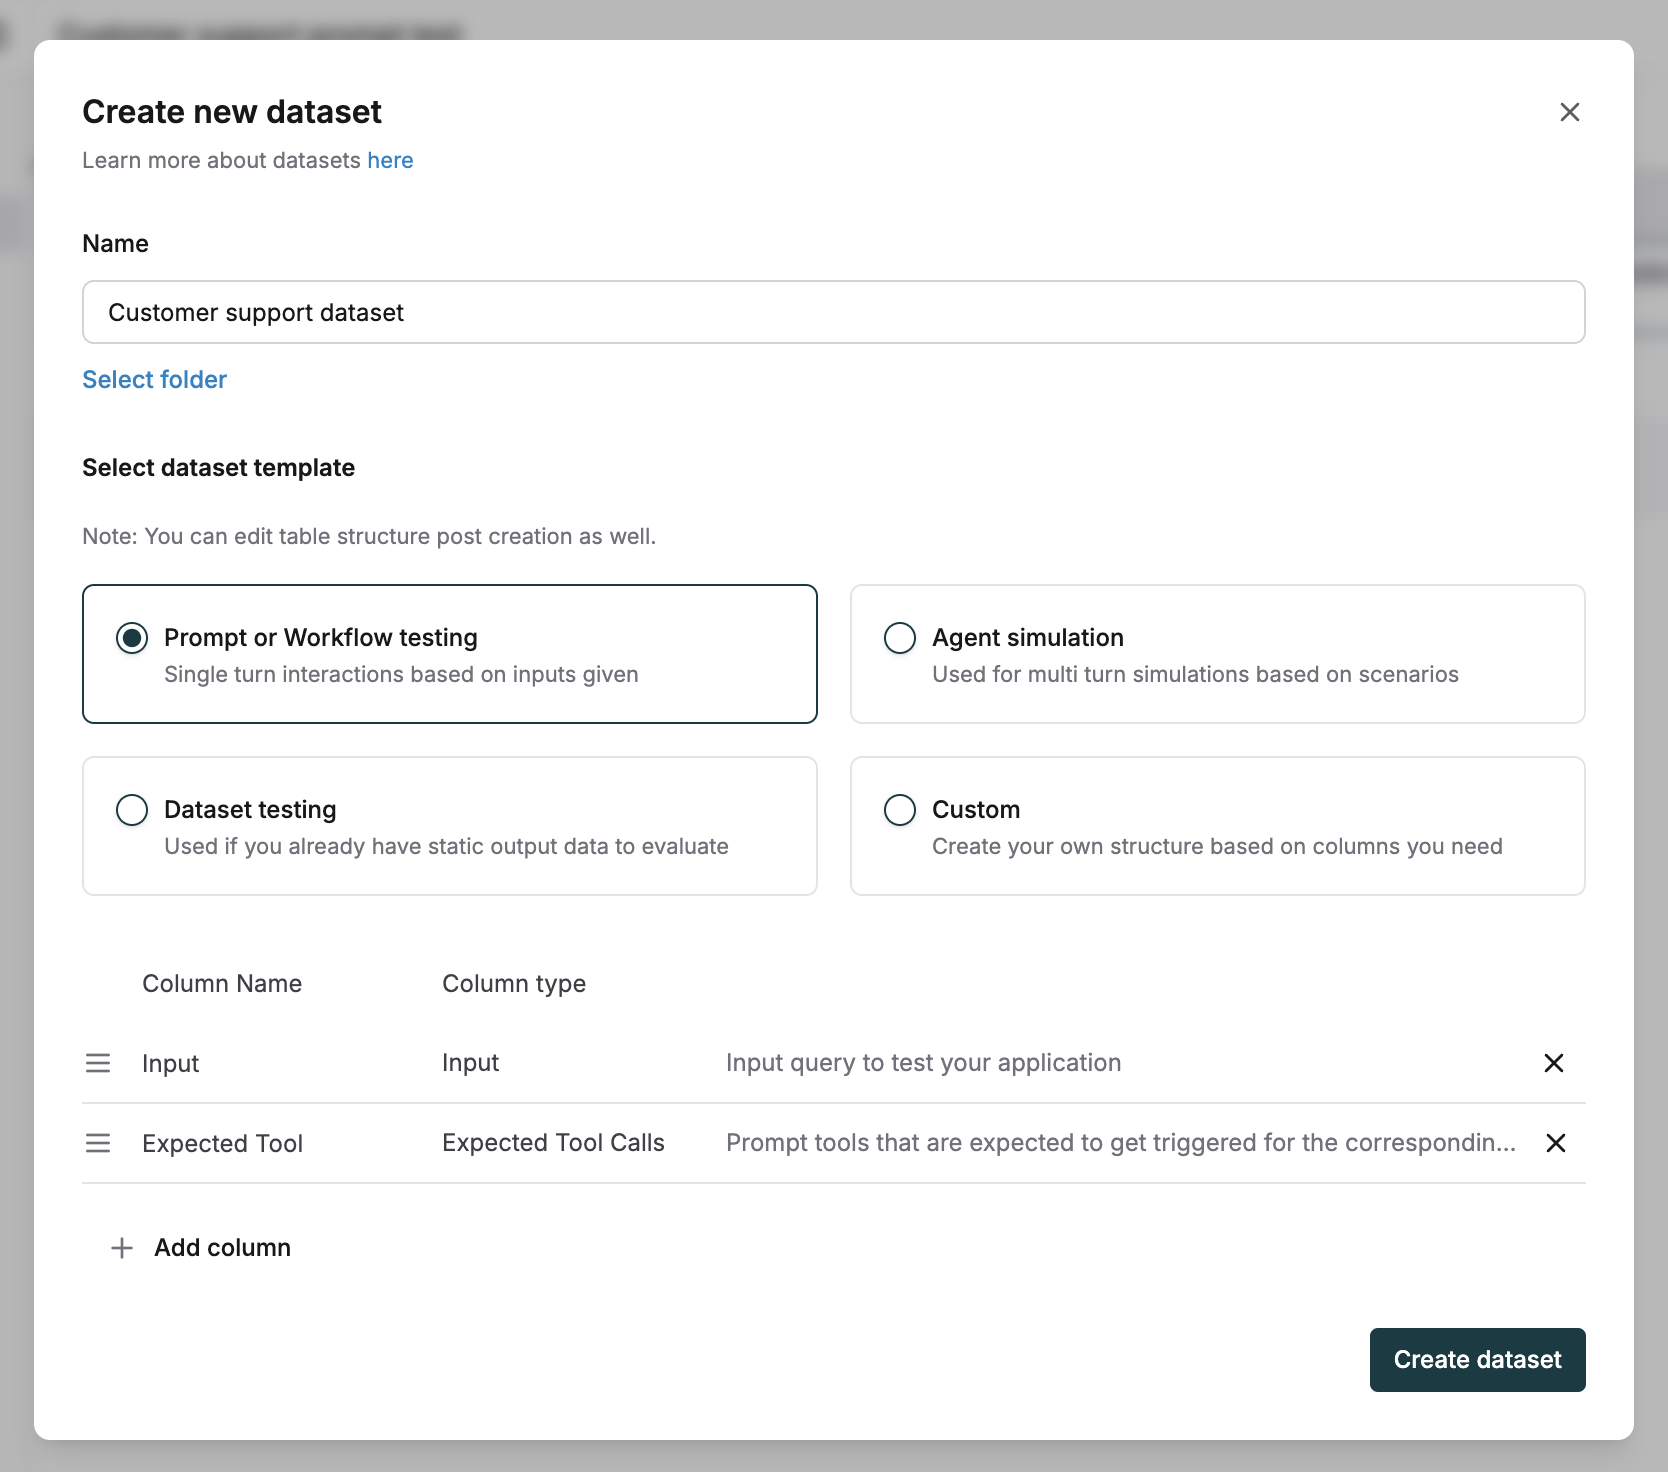 Customer support prompt test
Create new dataset
Learn more about datasets here
Name
Customer support dataset
Select folder
Select dataset template
Note: You can edit table structure post creation as well.
Prompt or Workflow testing
Single turn interactions based on inputs given
Agent simulation
Used for multi turn simulations based on scenarios
Dataset testing
Used if you already have static output data to evaluate
Custom
Create your own structure based on columns you need
Column Name Column type
Input Input Input query to test your application
Expected Tool Expected Tool Calls Prompt tools that are expected to get triggered for the correspondin...
Add column
Create dataset